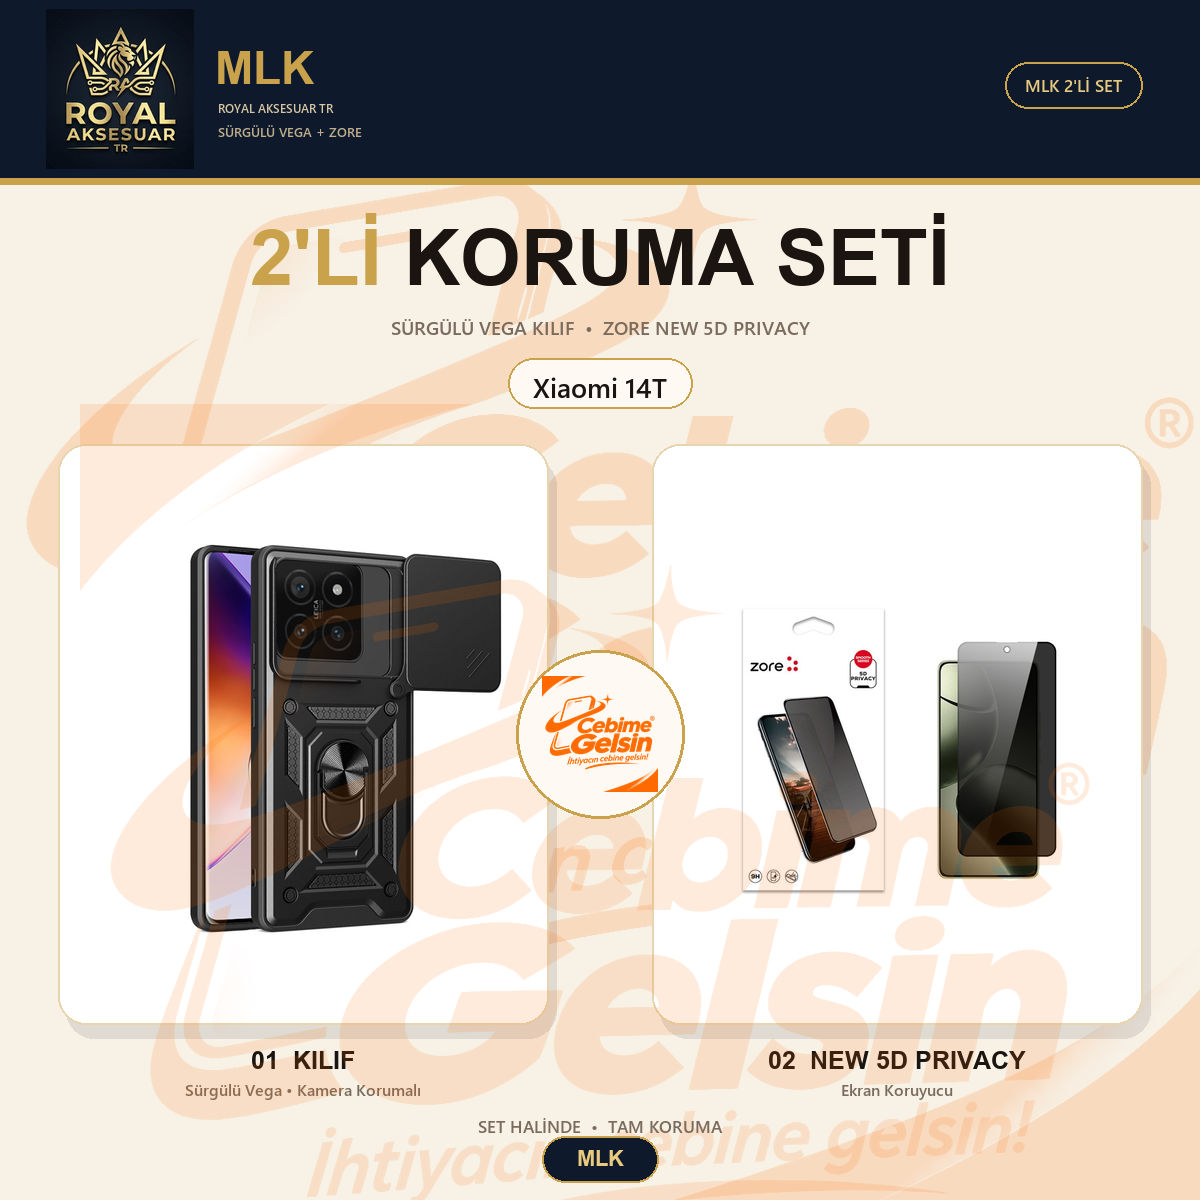 ROYAL
AKSESUAR
TR
MLK
ROYAL AKSESUAR TR
SÜRGÜLÜ VEGA + ZORE
MLK 2'Lİ SET
2'Lİ KORUMA SETİ
SÜRGÜLÜ VEGA KILIF • ZORE NEW 5D PRIVACY
Xiaomi 14T
LEICA
zore
5D
PRIVACY
9H
Cebime®
Gelsin
İhtiyacın cebine gelsin!
Cebime®
Gelsin
İhtiyacın cebine gelsin!
01 KILIF
Sürgülü Vega • Kamera Korumalı
02 NEW 5D PRIVACY
Ekran Koruyucu
SET HALİNDE • TAM KORUMA
MLK